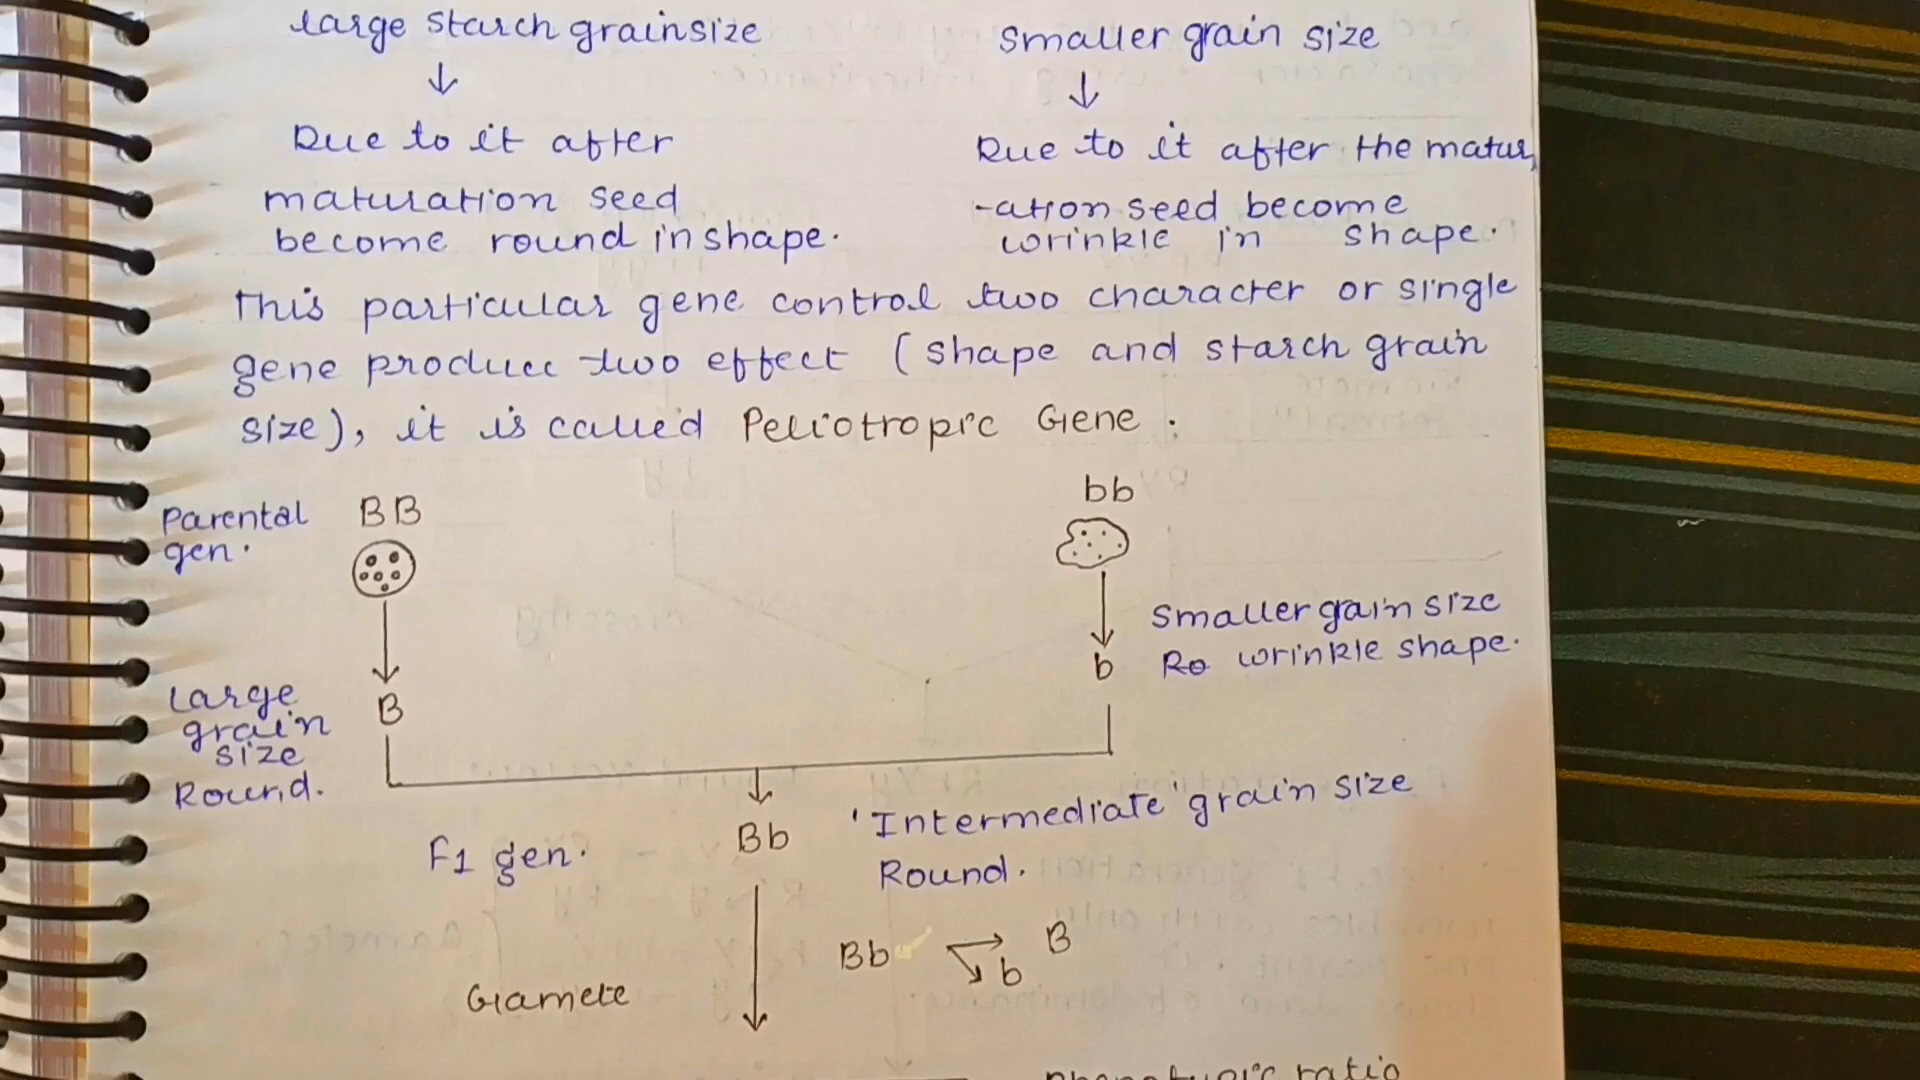 large starch grainsize
smaller grain size
Due to it after
maturation seed
become round in shape.
Due to it after the matur
-ation seed become
wrinkle in shape.
This particular gene control two character or single
gene produce two effect (shape and starch grain
size), it is called Peliotropic Gene.
Parental
gen.
BB
bb
B
b
Smaller grain size
Ro wrinkle shape.
Large
grain
size
Round.
F1 gen.
Bb
'Intermediate' grain size
Round.
Bb
B
b
Gamete
Phenotypic ratio